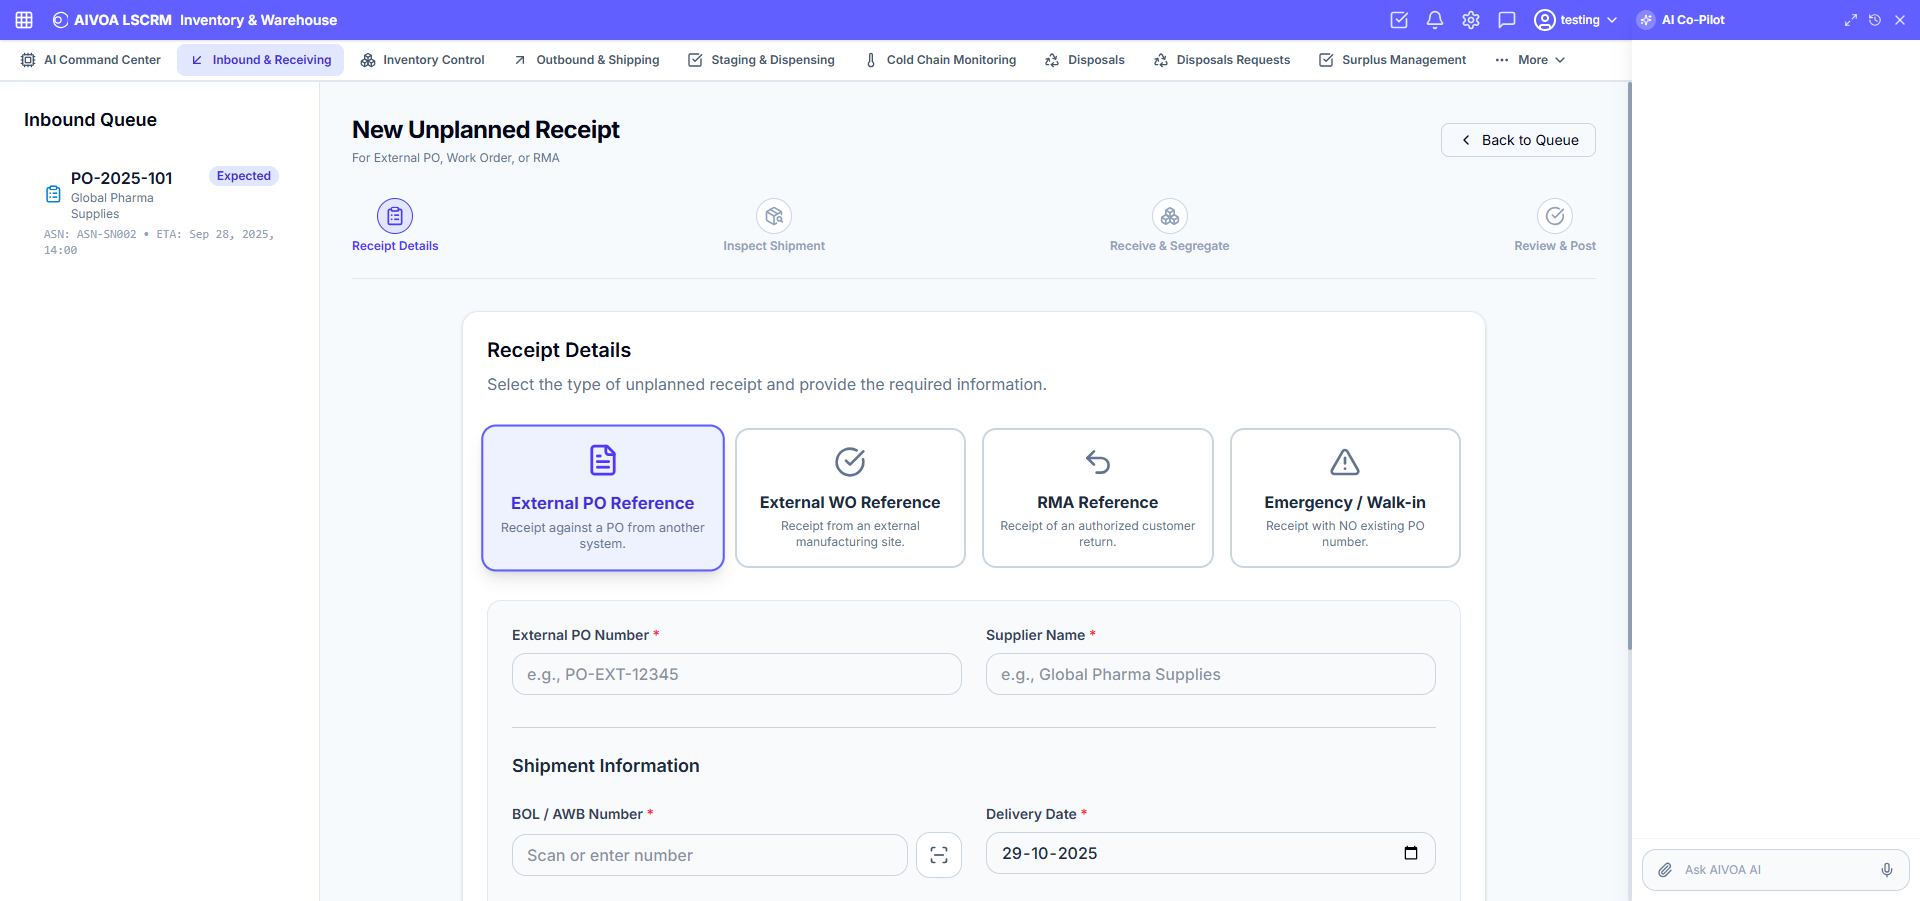 AIVOA LSCRM Inventory & Warehouse
testing
AI Co-Pilot
AI Command Center
Inbound & Receiving
Inventory Control
Outbound & Shipping
Staging & Dispensing
Cold Chain Monitoring
Disposals
Disposals Requests
Surplus Management
More
Inbound Queue
PO-2025-101
Expected
Global Pharma
Supplies
ASN: ASN-SN002 • ETA: Sep 28, 2025,
14:00
New Unplanned Receipt
For External PO, Work Order, or RMA
Back to Queue
Receipt Details
Inspect Shipment
Receive & Segregate
Review & Post
Receipt Details
Select the type of unplanned receipt and provide the required information.
External PO Reference
Receipt against a PO from another
system.
External WO Reference
Receipt from an external
manufacturing site.
RMA Reference
Receipt of an authorized customer
return.
Emergency / Walk-in
Receipt with NO existing PO
number.
External PO Number *
e.g., PO-EXT-12345
Supplier Name *
e.g., Global Pharma Supplies
Shipment Information
BOL / AWB Number *
Scan or enter number
Delivery Date *
29-10-2025
Ask AIVOA AI